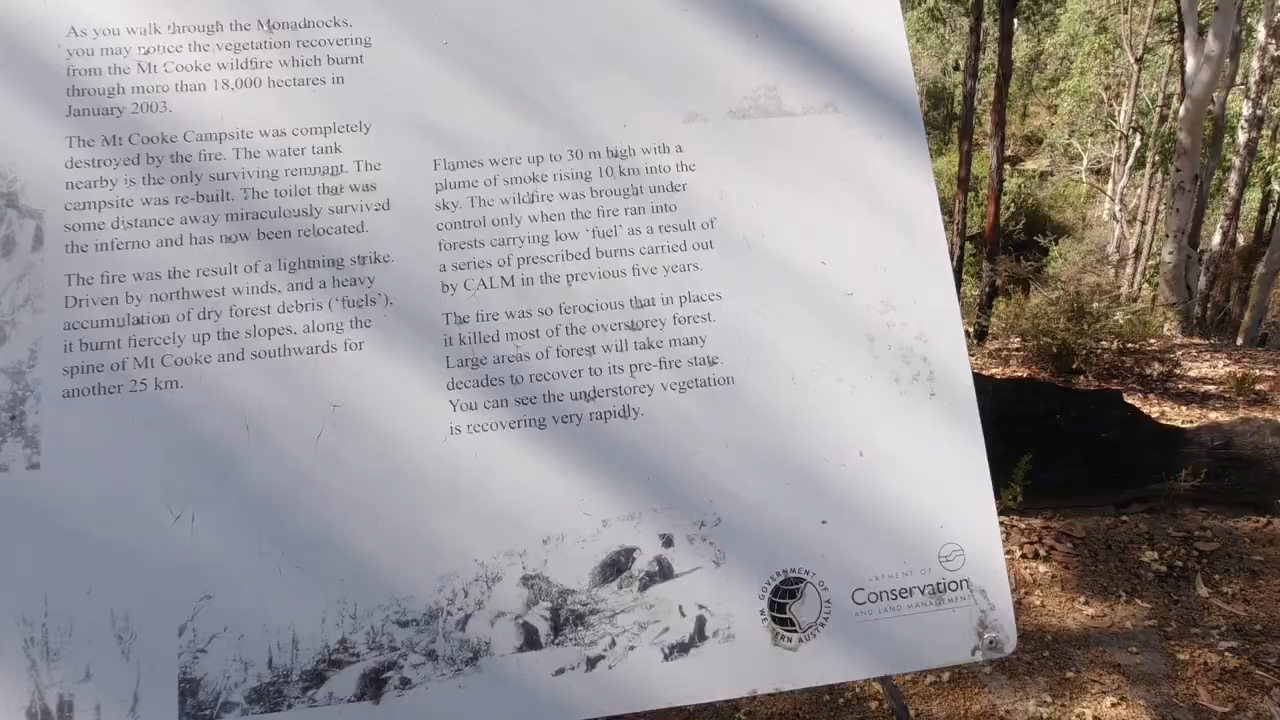 As you walk through the Monadnocks,
you may notice the vegetation recovering
from the Mt Cooke wildfire which burnt
through more than 18,000 hectares in
January 2003.
The Mt Cooke Campsite was completely
destroyed by the fire. The water tank
nearby is the only surviving remnant. The
campsite was re-built. The toilet that was
some distance away miraculously survived
the inferno and has now been relocated.
The fire was the result of a lightning strike.
Driven by northwest winds, and a heavy
accumulation of dry forest debris (‘fuels’),
it burnt fiercely up the slopes, along the
spine of Mt Cooke and southwards for
another 25 km.
Flames were up to 30 m high with a
plume of smoke rising 10 km into the
sky. The wildfire was brought under
control only when the fire ran into
forests carrying low ‘fuel’ as a result of
a series of prescribed burns carried out
by CALM in the previous five years.
The fire was so ferocious that in places
it killed most of the overstorey forest.
Large areas of forest will take many
decades to recover to its pre-fire state.
You can see the understorey vegetation
is recovering very rapidly.
GOVERNMENT OF
WESTERN AUSTRALIA
ARTMENT OF
Conservation
AND LAND MANAGEMENT